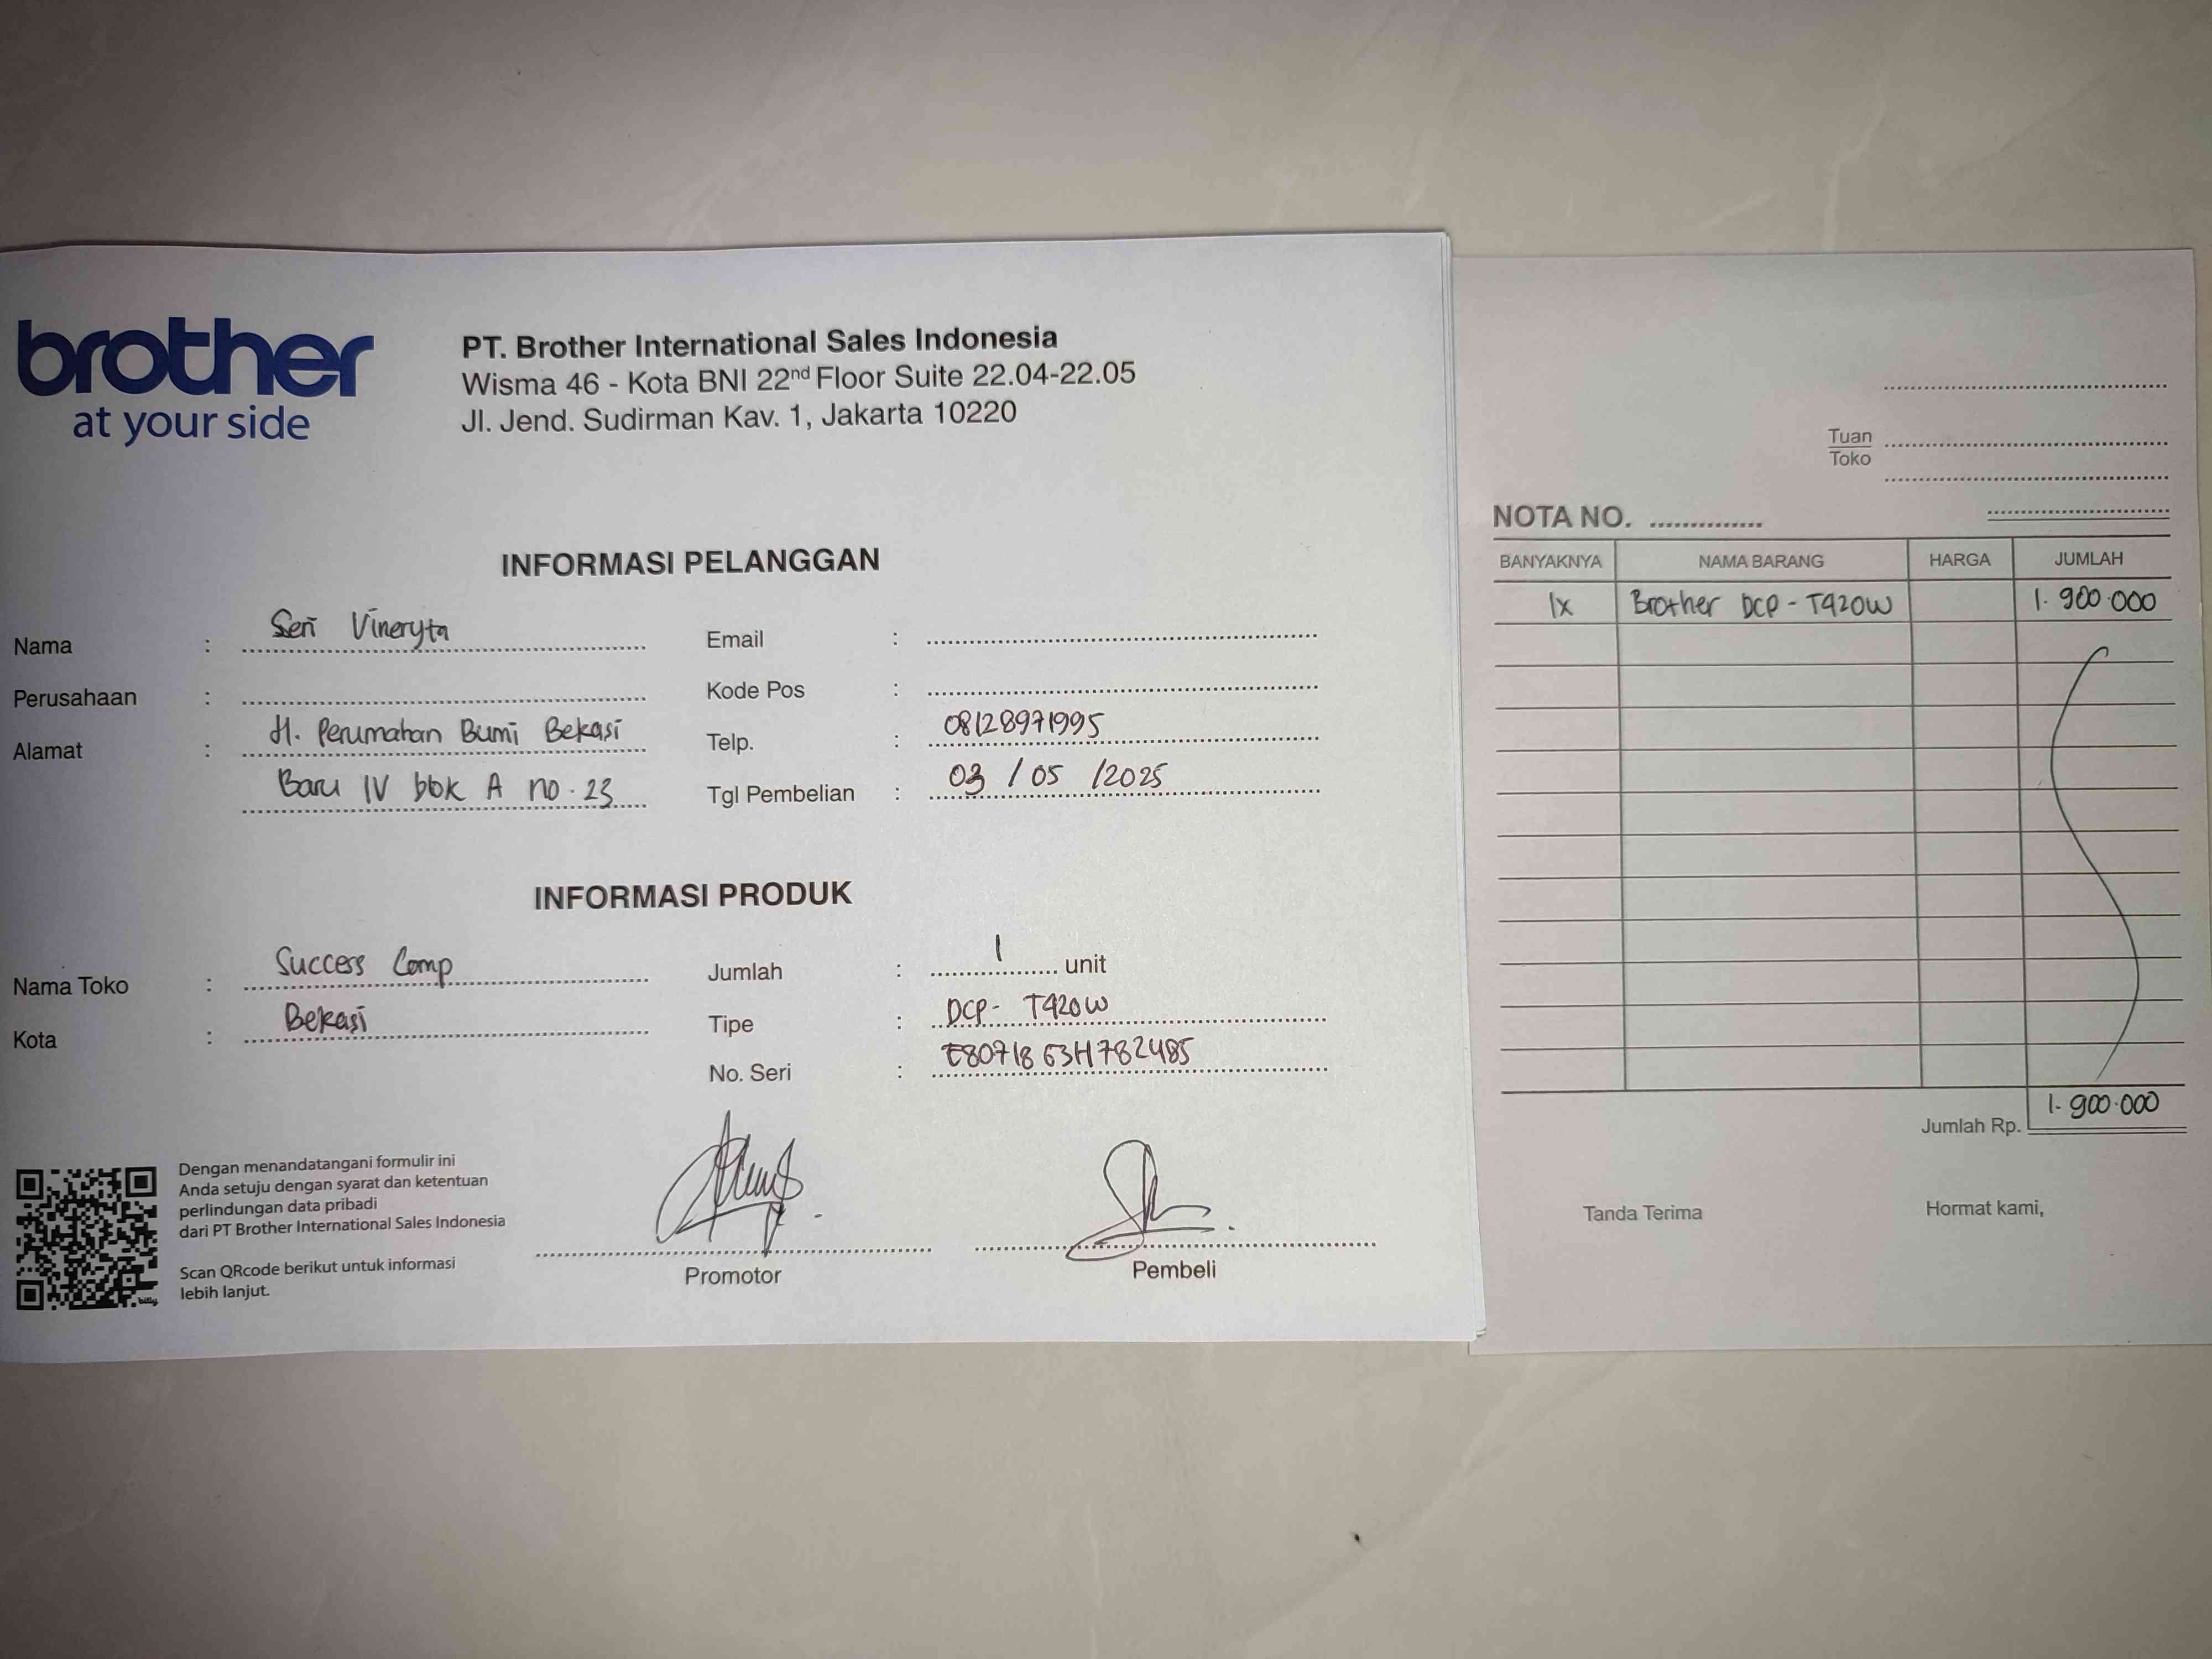 brother
at your side
PT. Brother International Sales Indonesia
Wisma 46 - Kota BNI 22nd Floor Suite 22.04-22.05
Jl. Jend. Sudirman Kav. 1, Jakarta 10220
INFORMASI PELANGGAN
Nama : Seri Vineryta
Perusahaan :
Alamat : Jl. Perumahan Bumi Bekasi
Baru IV blok A no. 23
Email :
Kode Pos :
Telp. : 08128971995
Tgl Pembelian : 03 / 05 / 2025
INFORMASI PRODUK
Nama Toko : Success Comp
Kota : Bekasi
Jumlah : 1 unit
Tipe : DCP- T420W
No. Seri : E80718 63H782485
Dengan menandatangani formulir ini
Anda setuju dengan syarat dan ketentuan
perlindungan data pribadi
dari PT Brother International Sales Indonesia
Scan QRcode berikut untuk informasi
lebih lanjut.
bitly
Promotor
Pembeli
Tuan
Toko
NOTA NO.
BANYAKNYA NAMA BARANG HARGA JUMLAH
1x Brother DCP - T420W 1.900.000
Jumlah Rp. 1.900.000
Tanda Terima
Hormat kami,